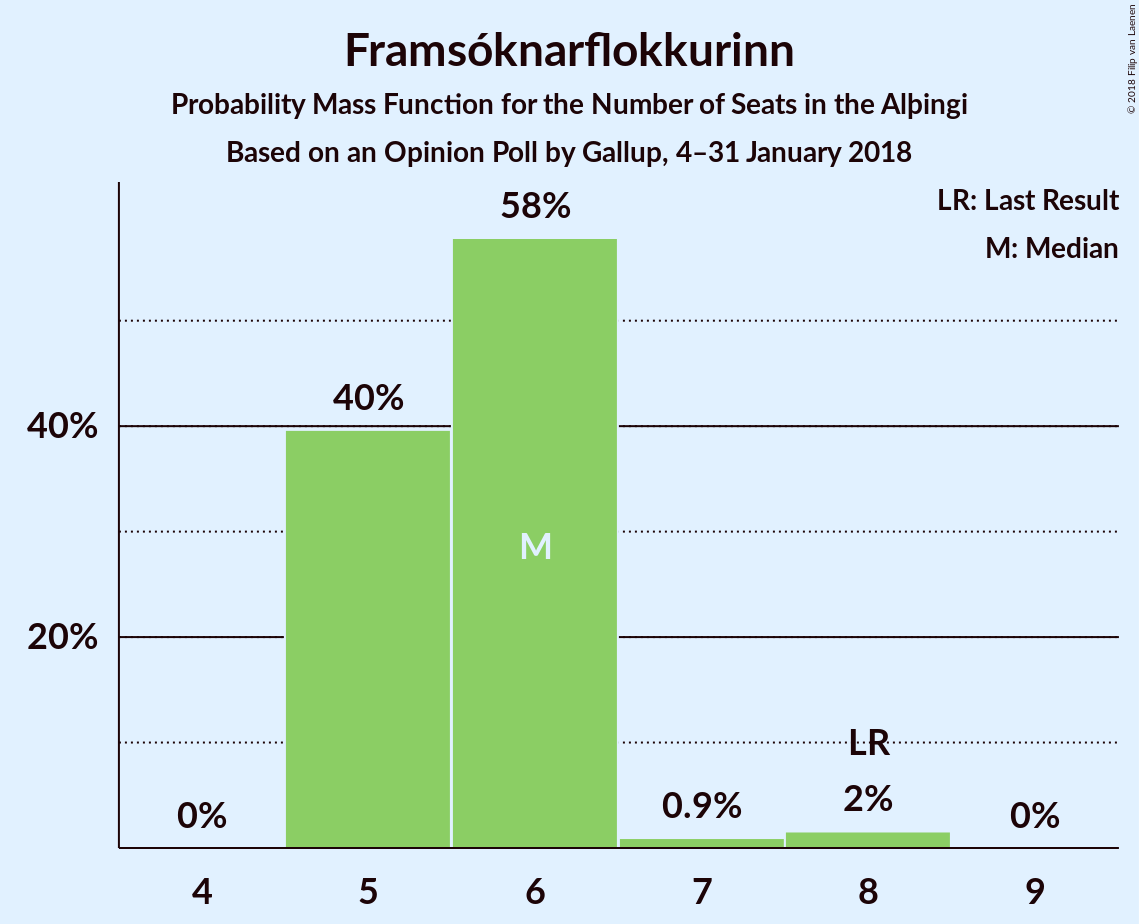 Framsóknarflokkurinn
Probability Mass Function for the Number of Seats in the Alþingi
Based on an Opinion Poll by Gallup, 4–31 January 2018
© 2018 Filip van Laenen
LR: Last Result
M: Median
58%
40%
40%
M
20%
LR
0%
0.9%
2%
0%
4 5 6 7 8 9